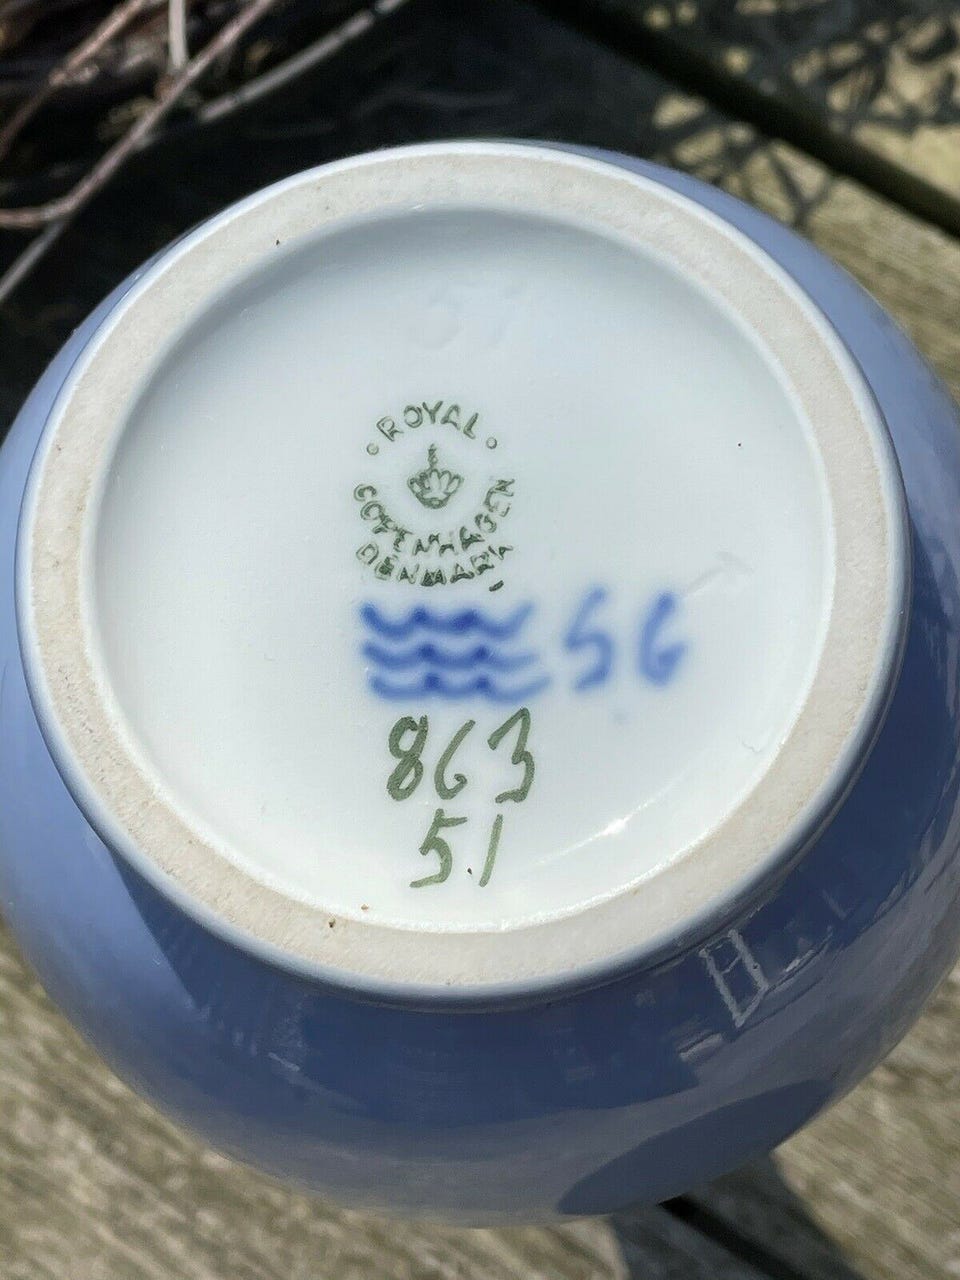 ROYAL
COPENHAGEN
DENMARK
56
863
51